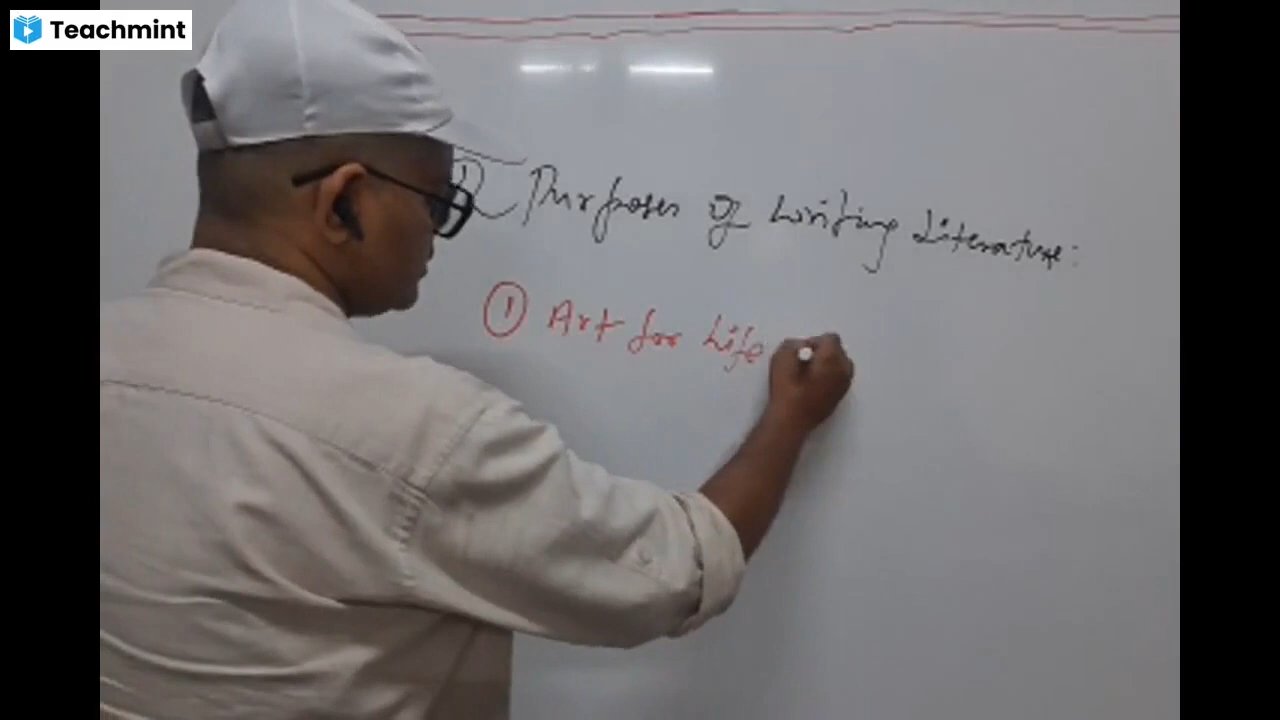 Teachmint
Purposes of Writing Literature:
① Art for Life